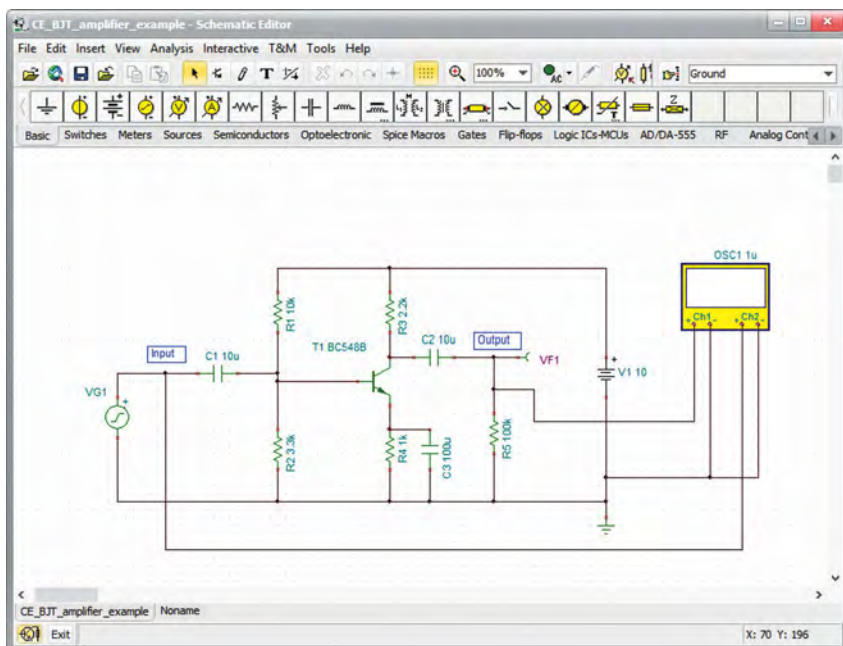 CE_BJT_amplifier_example - Schematic Editor
File Edit Insert View Analysis Interactive T&M Tools Help
T 100% AC Ground
M T Z
Basic Switches Meters Sources Semiconductors Optoelectronic Spice Macros Gates Flip-flops Logic ICs-MCUs AD/DA-555 RF Analog Cont
OSC1 1u
+ Ch1 - + Ch2 -
R1 10k
R3 2.2k
T1 BC548B
C2 10u
Output
Input
C1 10u
VF1
+
V1 10
VG1
+
R2 3.3k
R4 1k
C3 100u
R5 100k
CE_BJT_amplifier_example Noname
Exit X: 70 Y: 196